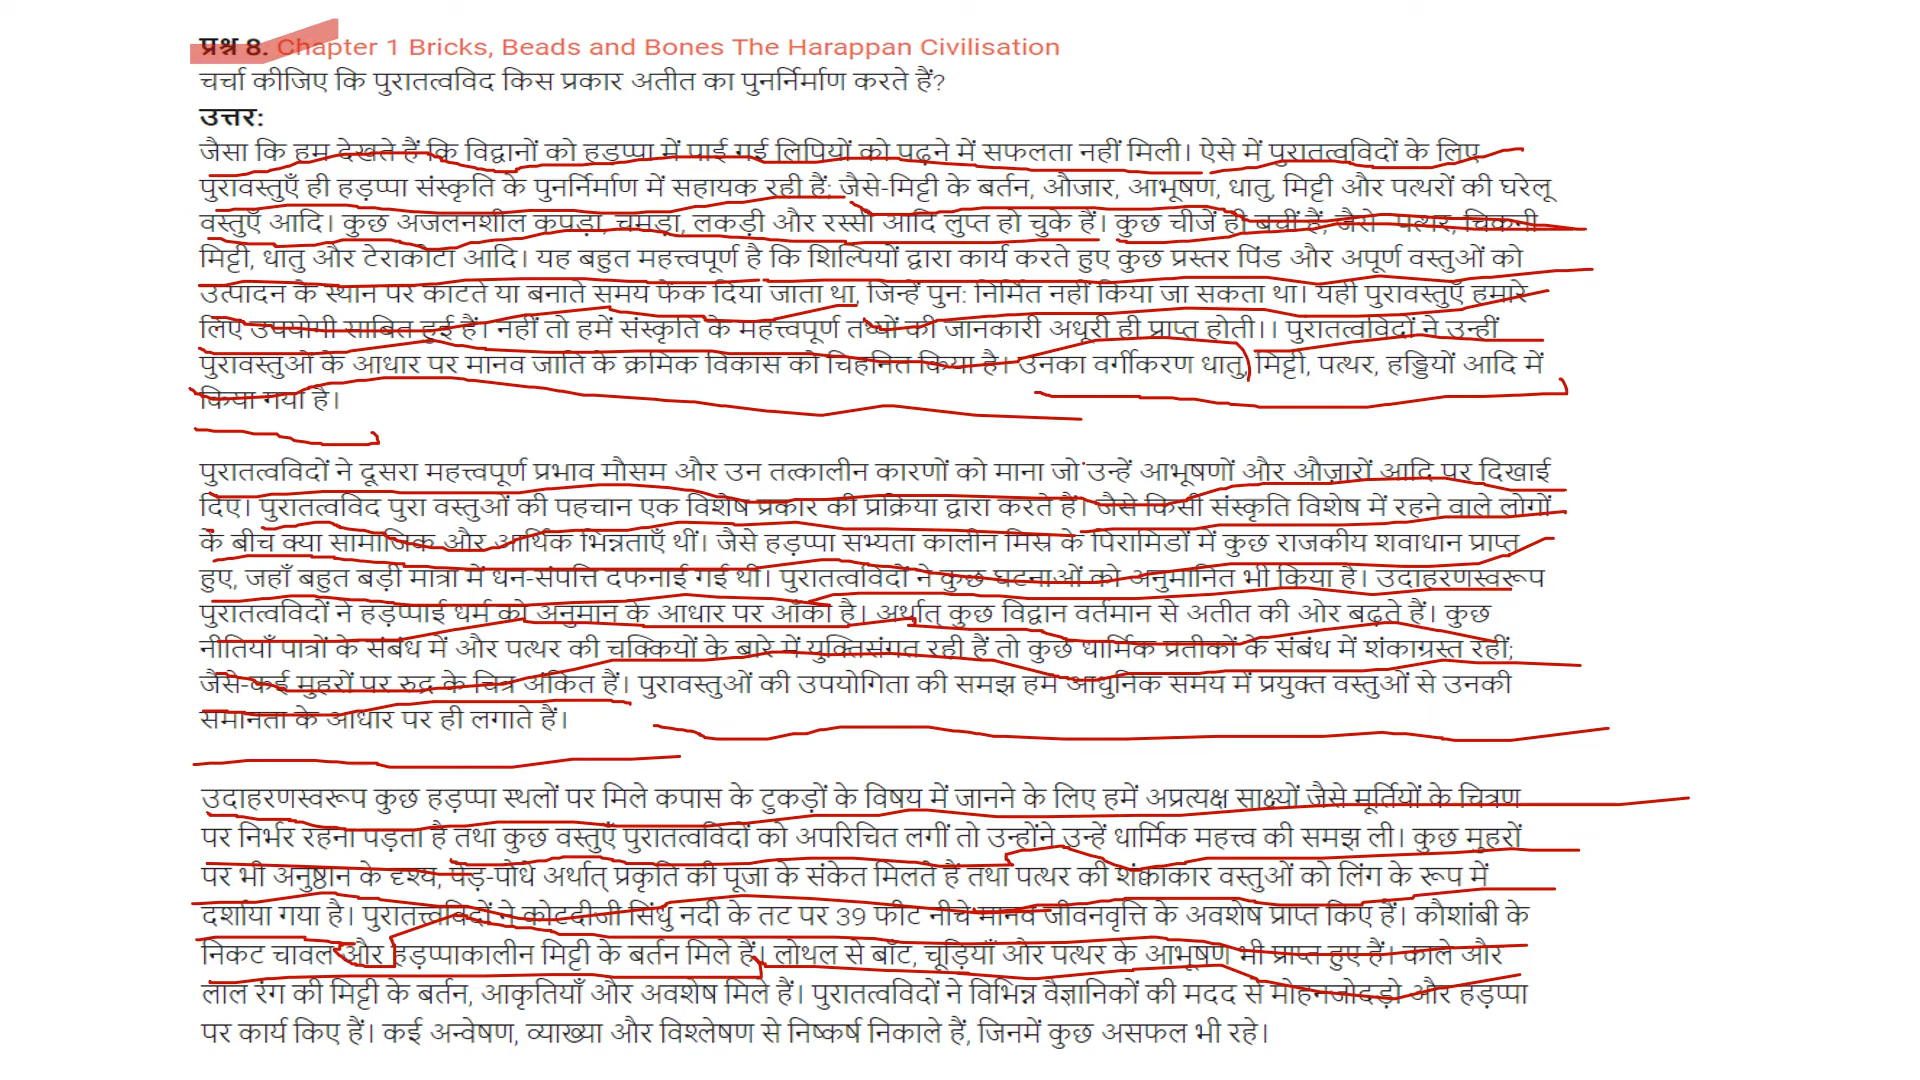 प्रश्न 8. Chapter 1 Bricks, Beads and Bones The Harappan Civilisation
चर्चा कीजिए कि पुरातत्वविद किस प्रकार अतीत का पुनर्निर्माण करते हैं?
उत्तर:
जैसा कि हम देखते हैं कि विद्वानों को हड़प्पा में पाई गई लिपियों को पढ़ने में सफलता नहीं मिली। ऐसे में पुरातत्वविदों के लिए
पुरावस्तुएँ ही हड़प्पा संस्कृति के पुनर्निर्माण में सहायक रही हैं; जैसे-मिट्टी के बर्तन, औजार, आभूषण, धातु, मिट्टी और पत्थरों की घरेलू
वस्तुएँ आदि। कुछ अजलनशील कपड़ा, चमड़ा, लकड़ी और रस्सी आदि लुप्त हो चुके हैं। कुछ चीजें ही बचीं हैं, जैसे पत्थर, चिकनी
मिट्टी, धातु और टेराकोटा आदि। यह बहुत महत्त्वपूर्ण है कि शिल्पियों द्वारा कार्य करते हुए कुछ प्रस्तर पिंड और अपूर्ण वस्तुओं को
उत्पादन के स्थान पर काटते या बनाते समय फेंक दिया जाता था, जिन्हें पुन: निर्मित नहीं किया जा सकता था। यही पुरावस्तुएँ हमारे
लिए उपयोगी साबित हुई हैं। नहीं तो हमें संस्कृति के महत्त्वपूर्ण तथ्यों की जानकारी अधूरी ही प्राप्त होती।। पुरातत्वविदों ने उन्हीं
पुरावस्तुओं के आधार पर मानव जाति के क्रमिक विकास को चिहनित किया है। उनका वर्गीकरण धातु, मिट्टी, पत्थर, हड्डियों आदि में
किया गया है।
पुरातत्वविदों ने दूसरा महत्त्वपूर्ण प्रभाव मौसम और उन तत्कालीन कारणों को माना जो उन्हें आभूषणों और औज़ारों आदि पर दिखाई
दिए। पुरातत्वविद पुरा वस्तुओं की पहचान एक विशेष प्रकार की प्रक्रिया द्वारा करते हैं। जैसे किसी संस्कृति विशेष में रहने वाले लोगों
के बीच क्या सामाजिक और आर्थिक भिन्नताएँ थीं। जैसे हड़प्पा सभ्यता कालीन मिस्र के पिरामिडों में कुछ राजकीय शवाधान प्राप्त
हुए, जहाँ बहुत बड़ी मात्रा में धन-संपत्ति दफनाई गई थी। पुरातत्वविदों ने कुछ घटनाओं को अनुमानित भी किया है। उदाहरणस्वरूप
पुरातत्वविदों ने हड़प्पाई धर्म को अनुमान के आधार पर आँका है। अर्थात् कुछ विद्वान वर्तमान से अतीत की ओर बढ़ते हैं। कुछ
नीतियाँ पात्रों के संबंध में और पत्थर की चक्कियों के बारे में युक्तिसंगत रही हैं तो कुछ धार्मिक प्रतीकों के संबंध में शंकाग्रस्त रहीं;
जैसे-कई मुहरों पर रुद्र के चित्र अंकित हैं। पुरावस्तुओं की उपयोगिता की समझ हम आधुनिक समय में प्रयुक्त वस्तुओं से उनकी
समानता के आधार पर ही लगाते हैं।
उदाहरणस्वरूप कुछ हड़प्पा स्थलों पर मिले कपास के टुकड़ों के विषय में जानने के लिए हमें अप्रत्यक्ष साक्ष्यों जैसे मूर्तियों के चित्रण
पर निर्भर रहना पड़ता है तथा कुछ वस्तुएँ पुरातत्वविदों को अपरिचित लगीं तो उन्होंने उन्हें धार्मिक महत्त्व की समझ ली। कुछ मुहरों
पर भी अनुष्ठान के दृश्य, पेड़-पौधे अर्थात् प्रकृति की पूजा के संकेत मिलते हैं तथा पत्थर की शंक्वाकार वस्तुओं को लिंग के रूप में
दर्शाया गया है। पुरातत्त्वविदों ने कोटदीजी सिंधु नदी के तट पर 39 फीट नीचे मानव जीवनवृत्ति के अवशेष प्राप्त किए हैं। कौशांबी के
निकट चावल और हड़प्पाकालीन मिट्टी के बर्तन मिले हैं। लोथल से बाँट, चूड़ियाँ और पत्थर के आभूषण भी प्राप्त हुए हैं। काले और
लाल रंग की मिट्टी के बर्तन, आकृतियाँ और अवशेष मिले हैं। पुरातत्वविदों ने विभिन्न वैज्ञानिकों की मदद से मोहनजोदड़ो और हड़प्पा
पर कार्य किए हैं। कई अन्वेषण, व्याख्या और विश्लेषण से निष्कर्ष निकाले हैं, जिनमें कुछ असफल भी रहे।